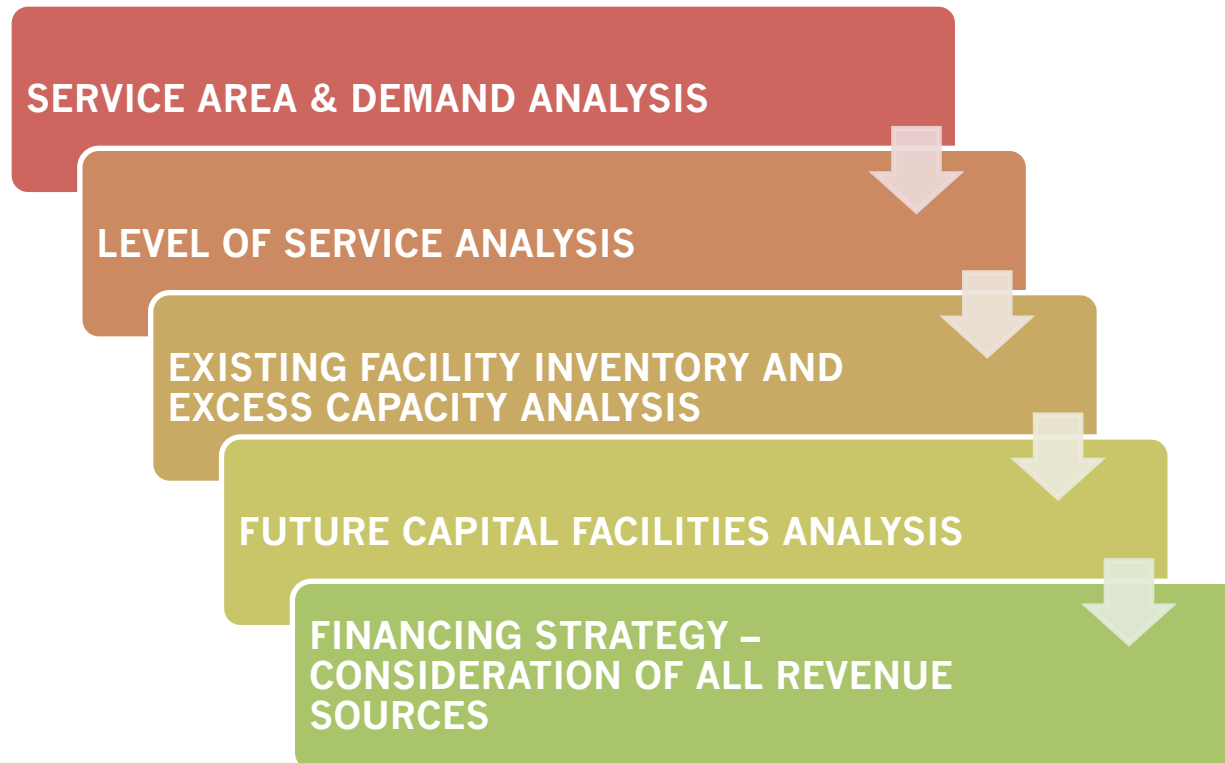 SERVICE AREA & DEMAND ANALYSIS
LEVEL OF SERVICE ANALYSIS
EXISTING FACILITY INVENTORY AND
EXCESS CAPACITY ANALYSIS
FUTURE CAPITAL FACILITIES ANALYSIS
FINANCING STRATEGY –
CONSIDERATION OF ALL REVENUE
SOURCES